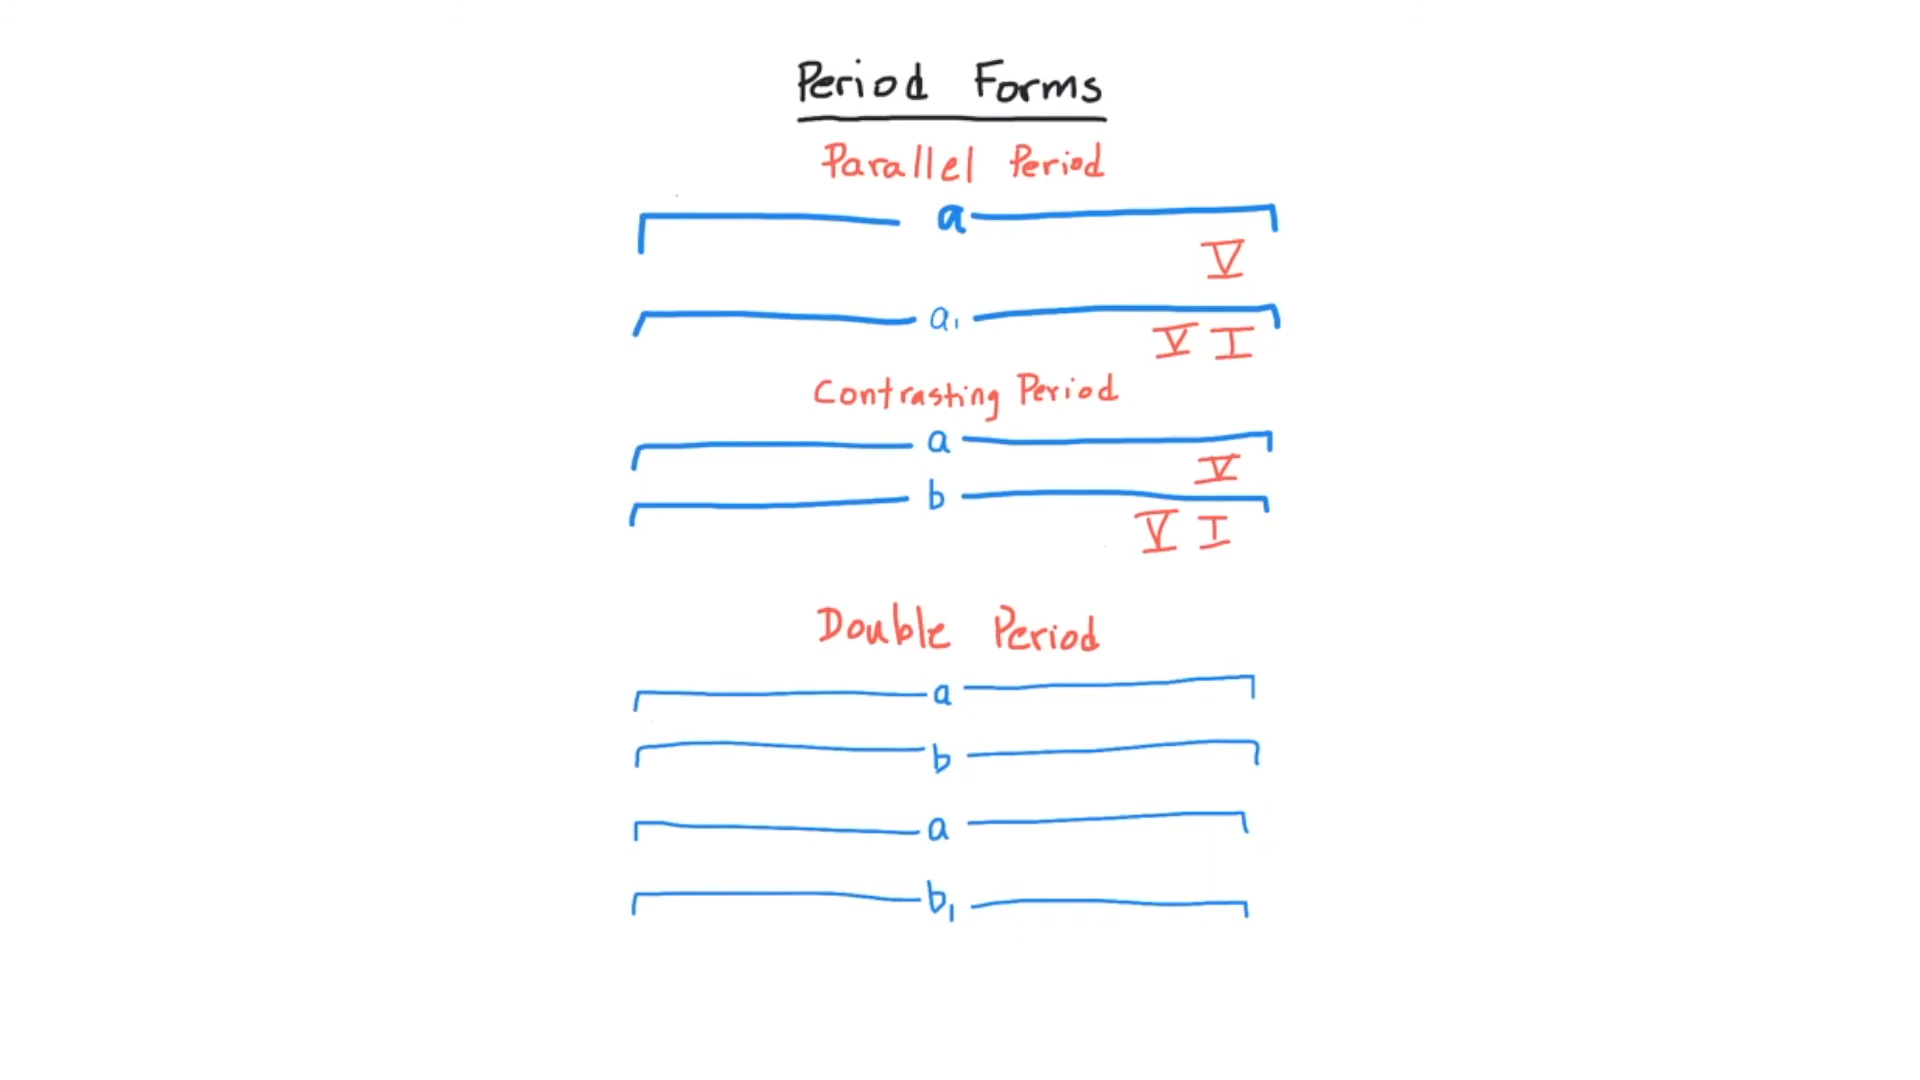 Period Forms
Parallel Period
a
V
a1
V I
Contrasting Period
a
V
b
V I
Double Period
a
b
a
b1